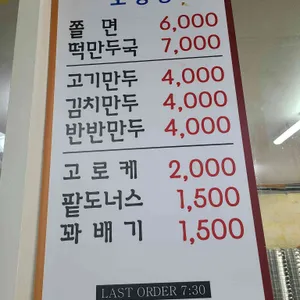 쫄 면 6,000
떡만두국 7,000
고기만두 4,000
김치만두 4,000
반반만두 4,000
고로케 2,000
팥도너스 1,500
꽈배기 1,500
LAST ORDER 7:30